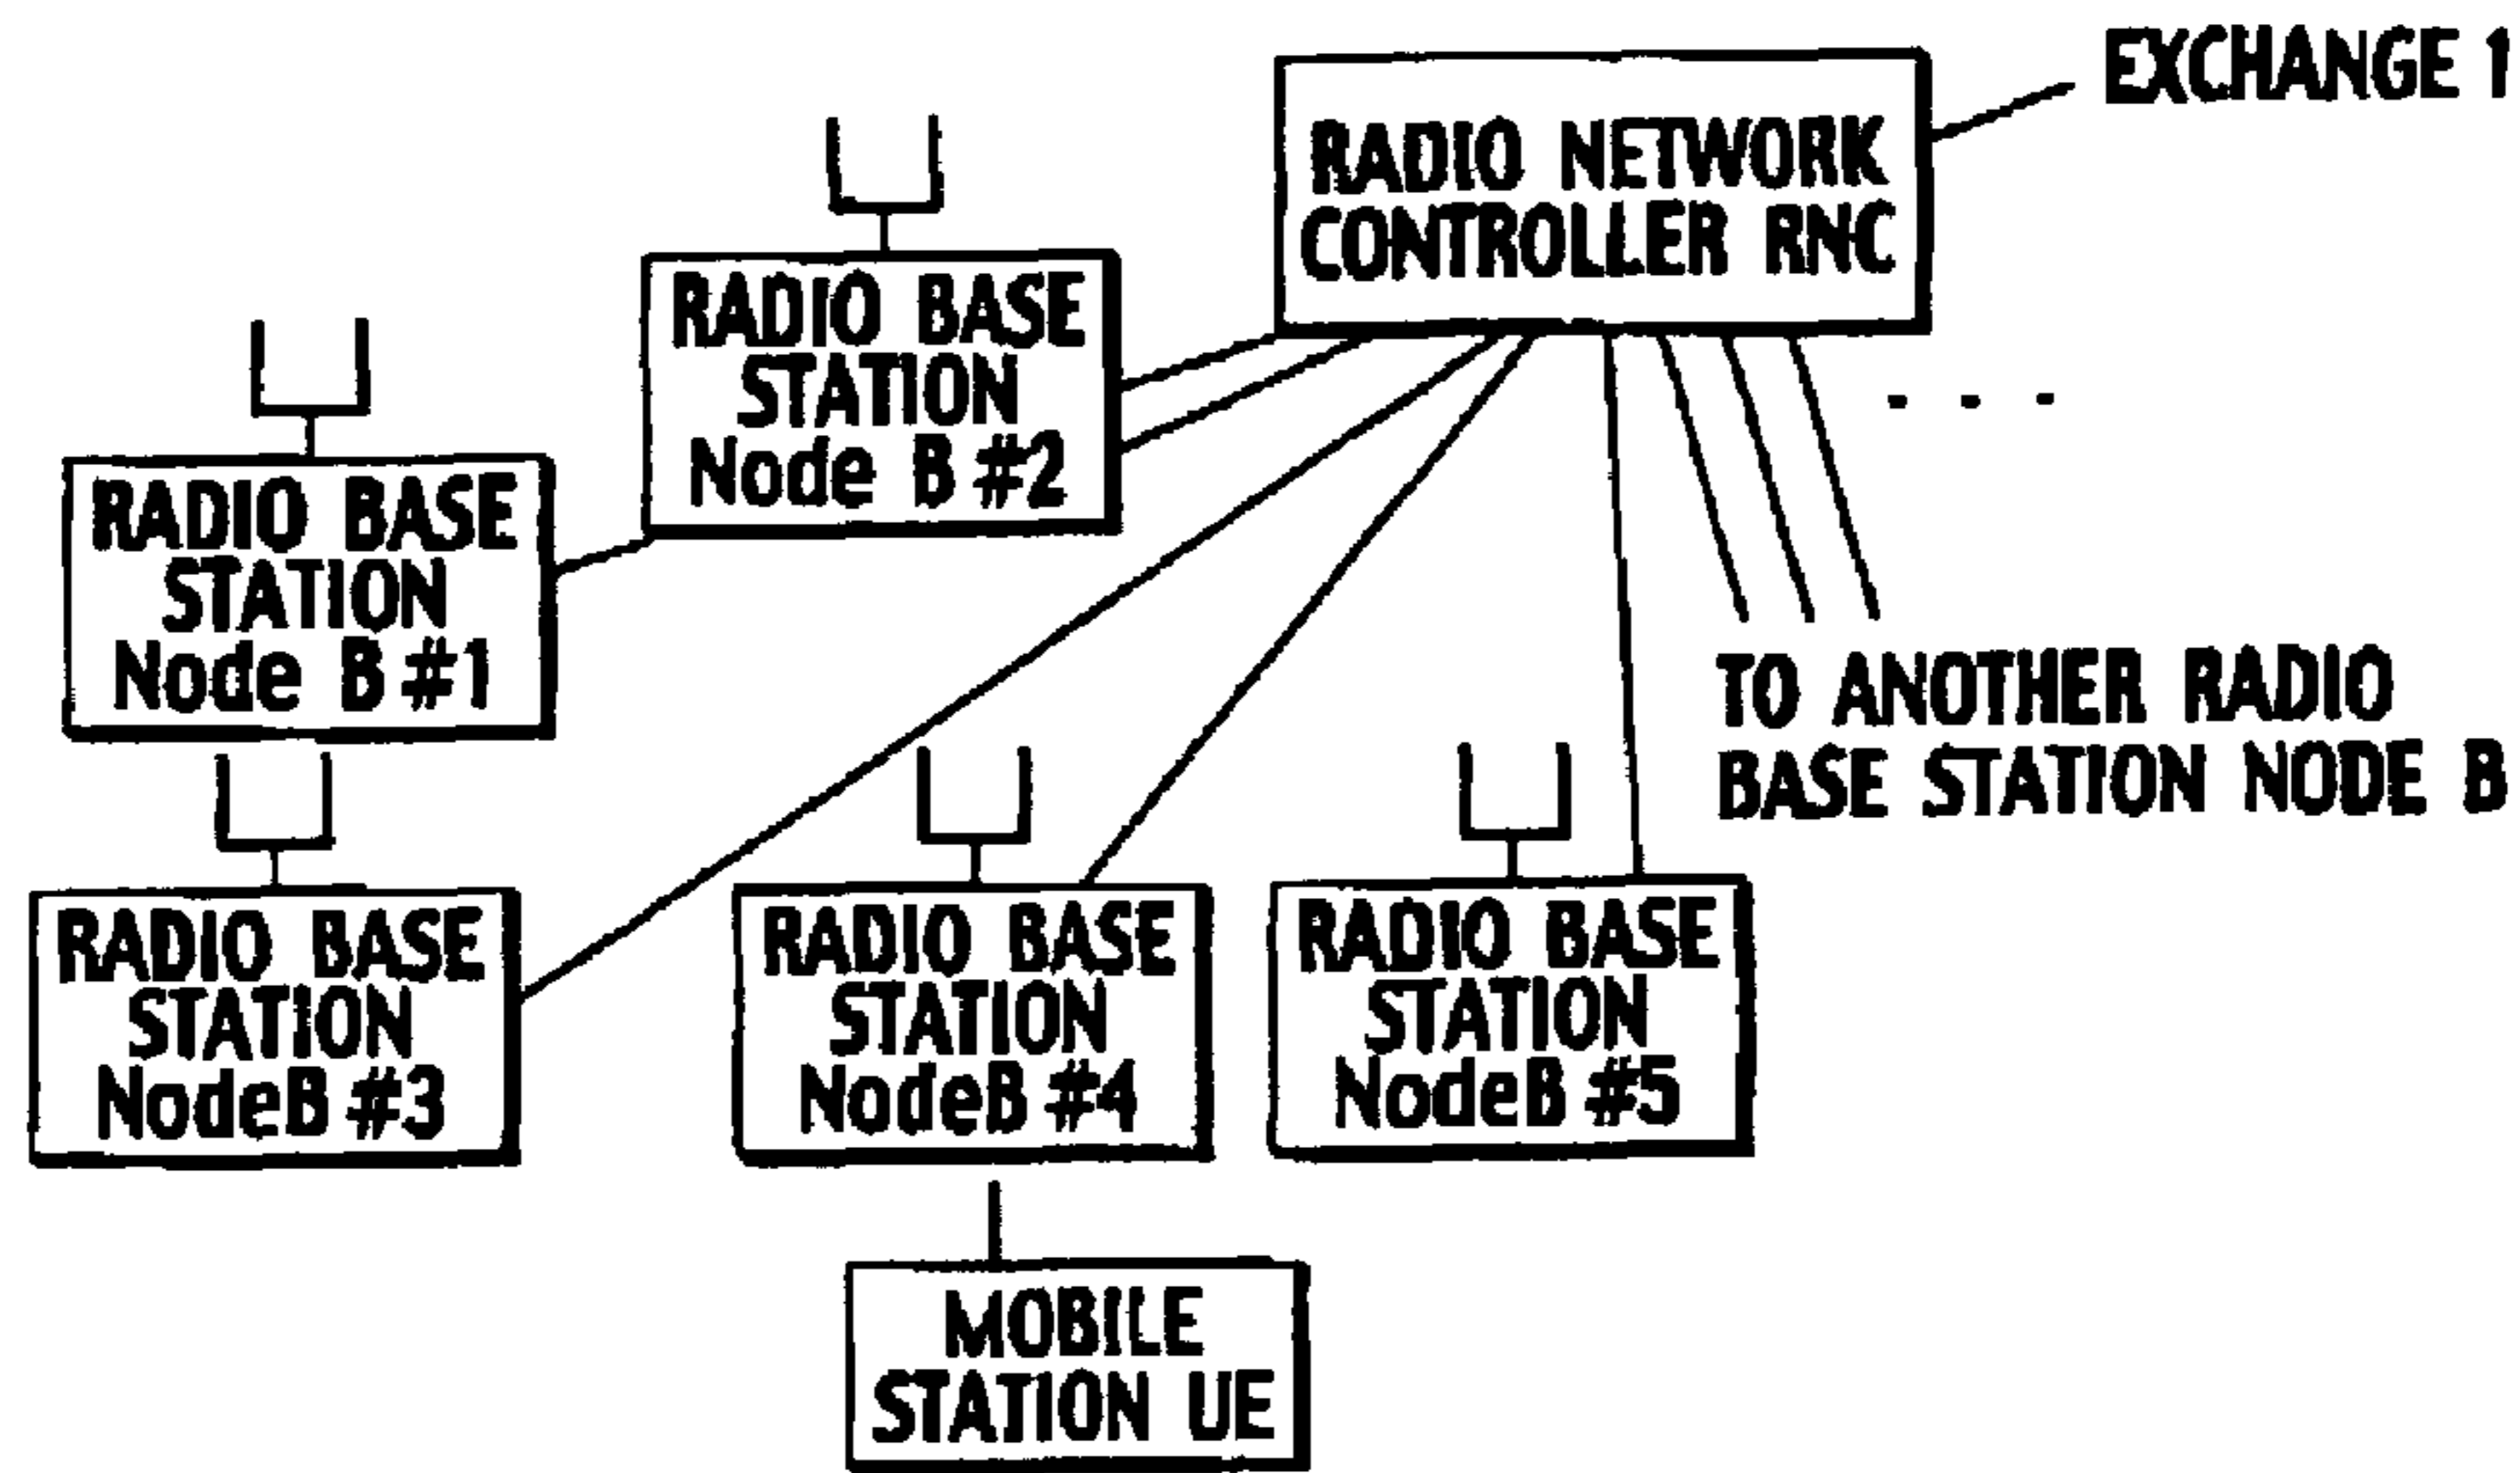 EXCHANGE 1
RADIO NETWORK
CONTROLLER RNC
RADIO BASE
STATION
Node B #2
RADIO BASE
STATION
Node B #1
. . .
TO ANOTHER RADIO
BASE STATION NODE B
RADIO BASE
STATION
NodeB #3
RADIO BASE
STATION
NodeB #4
RADIO BASE
STATION
NodeB #5
MOBILE
STATION UE